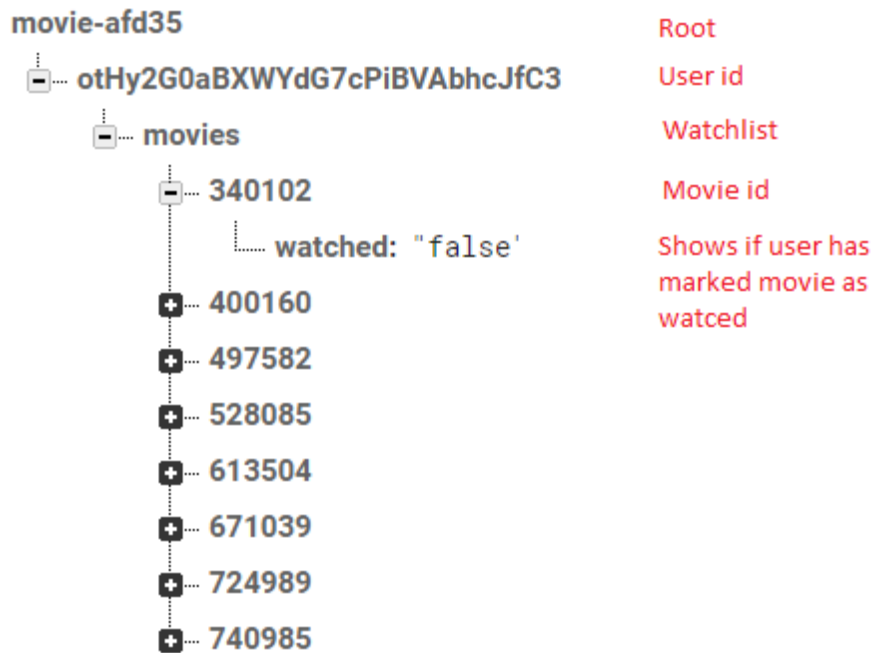 movie-afd35 Root
otHy2G0aBXWYdG7cPiBVAbhcJfC3 User id
movies Watchlist
340102 Movie id
watched: "false' Shows if user has
marked movie as
400160 watced
497582
528085
613504
671039
724989
740985